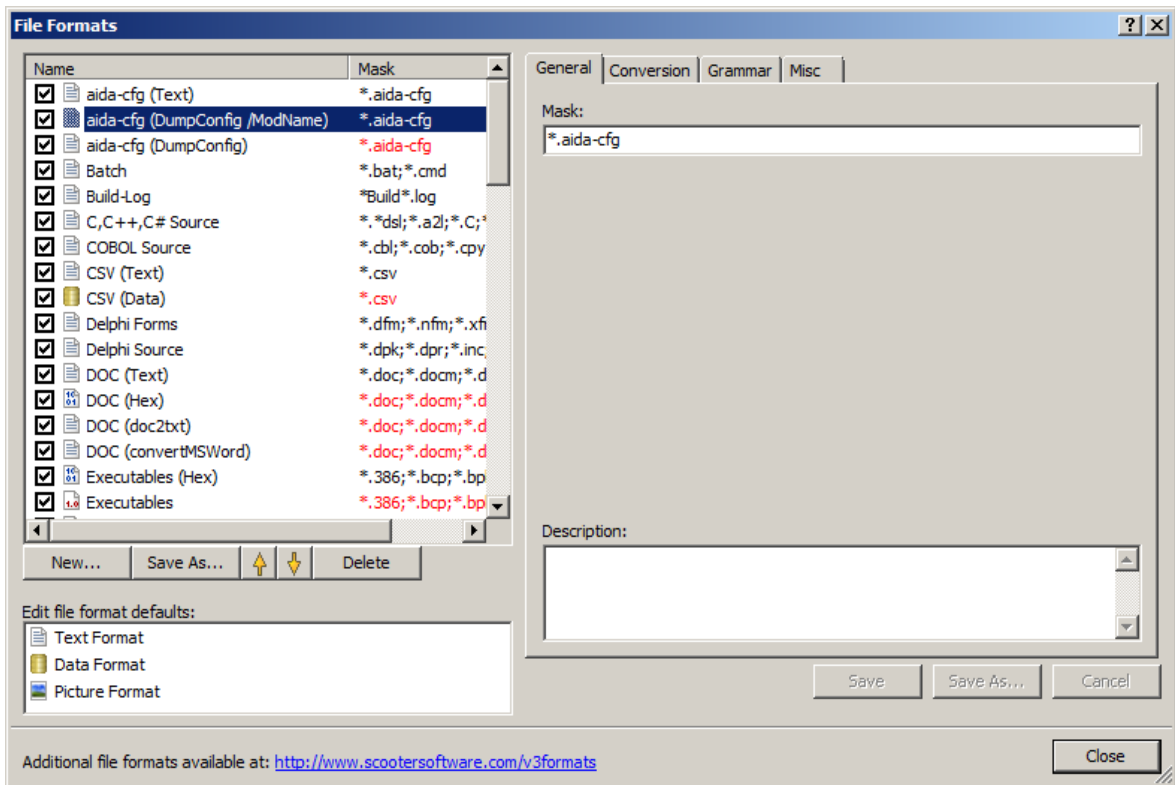 File Formats
Name Mask
aida-cfg (Text) *.aida-cfg
aida-cfg (DumpConfig /ModName) *.aida-cfg
aida-cfg (DumpConfig) *.aida-cfg
Batch *.bat;*.cmd
Build-Log *Build*.log
C,C++,C# Source *.*dsl;*.a2l;*.C;*
COBOL Source *.cbl;*.cob;*.cpy
CSV (Text) *.csv
CSV (Data) *.csv
Delphi Forms *.dfm;*.nfm;*.xfi
Delphi Source *.dpk;*.dpr;*.inc;
DOC (Text) *.doc;*.docm;*.d
DOC (Hex) *.doc;*.docm;*.d
DOC (doc2txt) *.doc;*.docm;*.d
DOC (convertMSWord) *.doc;*.docm;*.d
Executables (Hex) *.386;*.bcp;*.bp
Executables *.386;*.bcp;*.bp
New... Save As... Delete
Edit file format defaults:
Text Format
Data Format
Picture Format
General Conversion Grammar Misc
Mask:
*.aida-cfg
Description:
Save Save As... Cancel
Additional file formats available at: http://www.scootersoftware.com/v3formats
Close